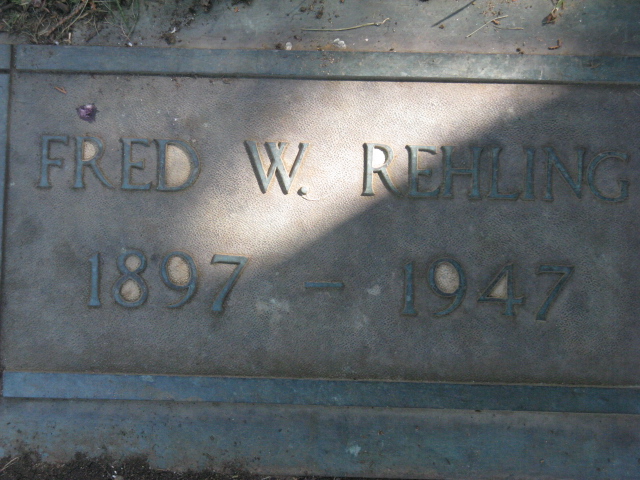 FRED W. REHLING
1897 - 1947